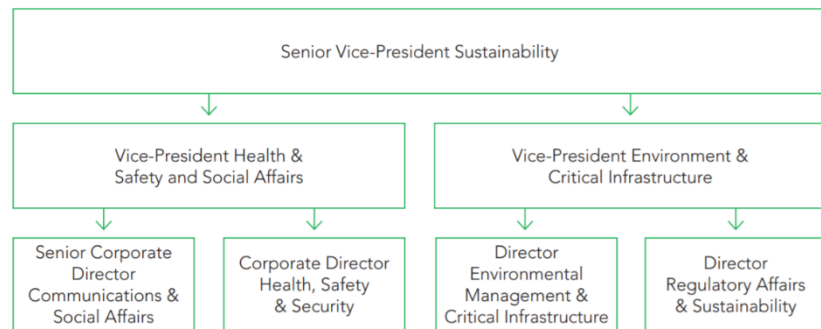 Senior Vice-President Sustainability
Vice-President Health &
Safety and Social Affairs
Vice-President Environment &
Critical Infrastructure
Senior Corporate
Director
Communications &
Social Affairs
Corporate Director
Health, Safety
& Security
Director
Environmental
Management &
Critical Infrastructure
Director
Regulatory Affairs
& Sustainability